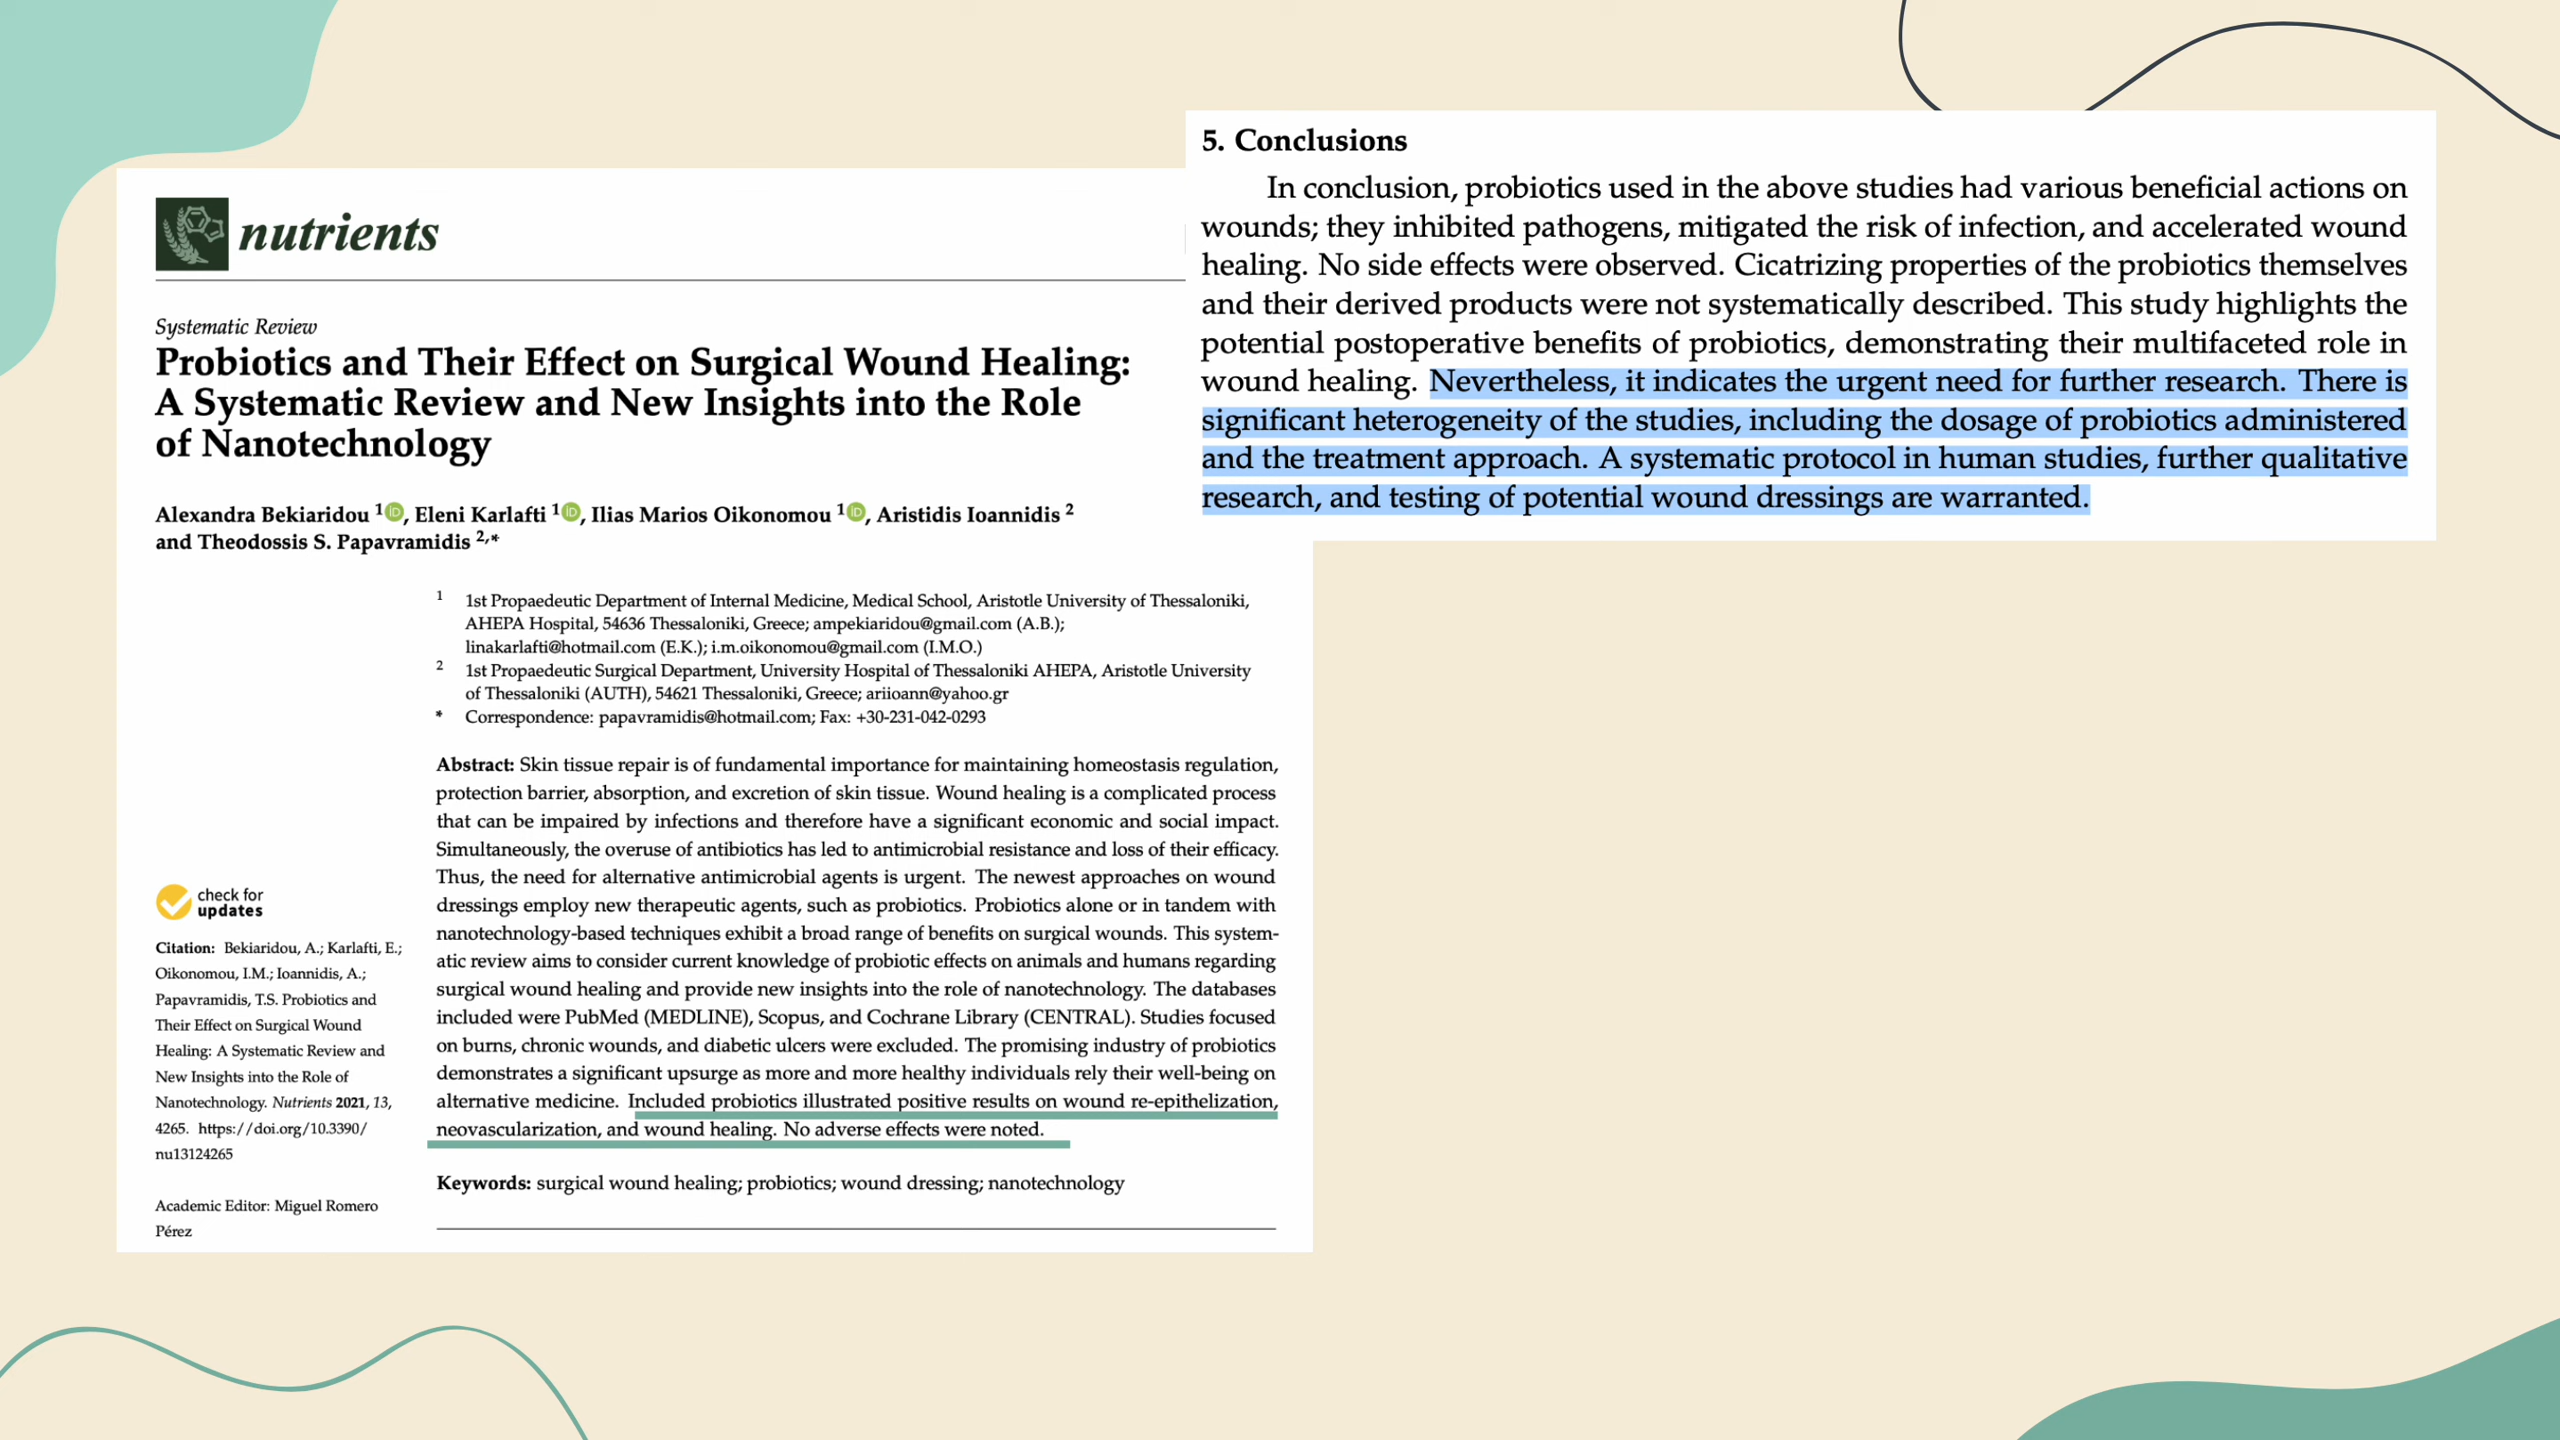 nutrients
Systematic Review
Probiotics and Their Effect on Surgical Wound Healing:
A Systematic Review and New Insights into the Role
of Nanotechnology
Alexandra Bekiaridou 1, Eleni Karlafti 1, Ilias Marios Oikonomou 1, Aristidis Ioannidis 2
and Theodossis S. Papavramidis 2,*
1 1st Propaedeutic Department of Internal Medicine, Medical School, Aristotle University of Thessaloniki,
AHEPA Hospital, 54636 Thessaloniki, Greece; ampekiaridou@gmail.com (A.B.);
linakarlafti@hotmail.com (E.K.); i.m.oikonomou@gmail.com (I.M.O.)
2 1st Propaedeutic Surgical Department, University Hospital of Thessaloniki AHEPA, Aristotle University
of Thessaloniki (AUTH), 54621 Thessaloniki, Greece; ariioann@yahoo.gr
* Correspondence: papavramidis@hotmail.com; Fax: +30-231-042-0293
Abstract: Skin tissue repair is of fundamental importance for maintaining homeostasis regulation,
protection barrier, absorption, and excretion of skin tissue. Wound healing is a complicated process
that can be impaired by infections and therefore have a significant economic and social impact.
Simultaneously, the overuse of antibiotics has led to antimicrobial resistance and loss of their efficacy.
Thus, the need for alternative antimicrobial agents is urgent. The newest approaches on wound
dressings employ new therapeutic agents, such as probiotics. Probiotics alone or in tandem with
nanotechnology-based techniques exhibit a broad range of benefits on surgical wounds. This system-
atic review aims to consider current knowledge of probiotic effects on animals and humans regarding
surgical wound healing and provide new insights into the role of nanotechnology. The databases
included were PubMed (MEDLINE), Scopus, and Cochrane Library (CENTRAL). Studies focused
on burns, chronic wounds, and diabetic ulcers were excluded. The promising industry of probiotics
demonstrates a significant upsurge as more and more healthy individuals rely their well-being on
alternative medicine. Included probiotics illustrated positive results on wound re-epithelization,
neovascularization, and wound healing. No adverse effects were noted.
Keywords: surgical wound healing; probiotics; wound dressing; nanotechnology
check for
updates
Citation: Bekiaridou, A.; Karlafti, E.;
Oikonomou, I.M.; Ioannidis, A.;
Papavramidis, T.S. Probiotics and
Their Effect on Surgical Wound
Healing: A Systematic Review and
New Insights into the Role of
Nanotechnology. Nutrients 2021, 13,
4265. https://doi.org/10.3390/
nu13124265
Academic Editor: Miguel Romero
Pérez
5. Conclusions
In conclusion, probiotics used in the above studies had various beneficial actions on
wounds; they inhibited pathogens, mitigated the risk of infection, and accelerated wound
healing. No side effects were observed. Cicatrizing properties of the probiotics themselves
and their derived products were not systematically described. This study highlights the
potential postoperative benefits of probiotics, demonstrating their multifaceted role in
wound healing. Nevertheless, it indicates the urgent need for further research. There is
significant heterogeneity of the studies, including the dosage of probiotics administered
and the treatment approach. A systematic protocol in human studies, further qualitative
research, and testing of potential wound dressings are warranted.